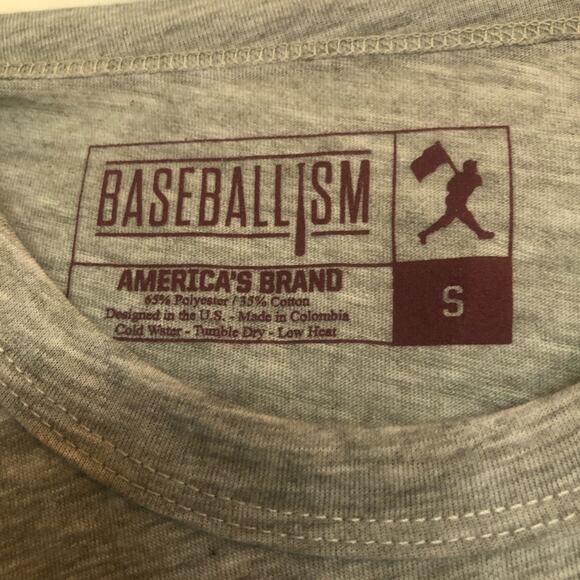 BASEBALLISM
AMERICA'S BRAND
65% Polyester / 35% Cotton
Designed in the U.S. - Made in Colombia
Cold Water - Tumble Dry - Low Heat
S